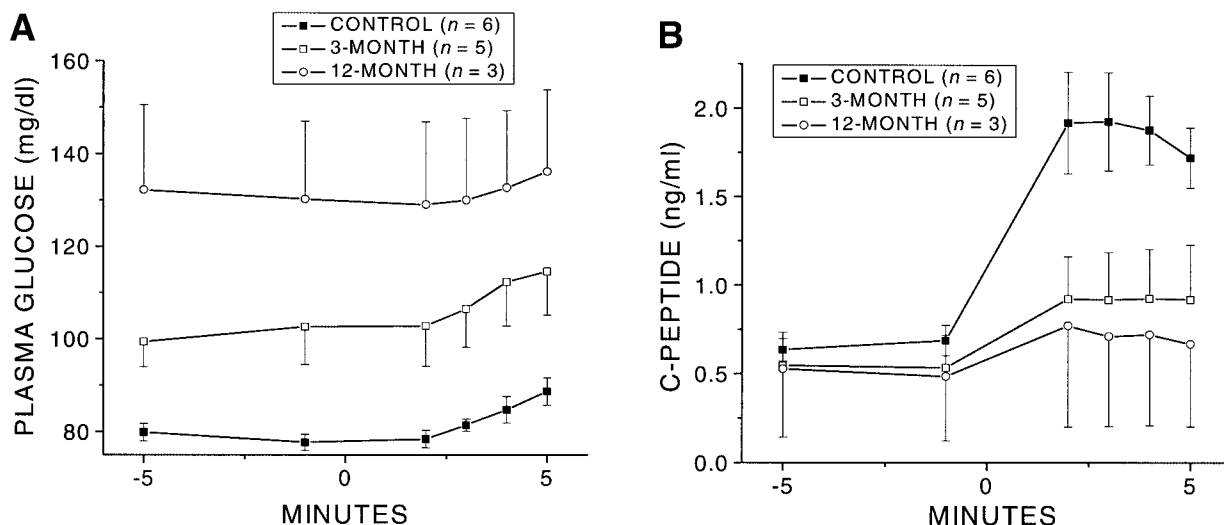 A
CONTROL (n = 6)
3-MONTH (n = 5)
12-MONTH (n = 3)
160
140
120
100
80
PLASMA GLUCOSE (mg/dl)
-5 0 5
MINUTES
B
CONTROL (n = 6)
3-MONTH (n = 5)
12-MONTH (n = 3)
2.0
1.5
1.0
0.5
0.0
C-PEPTIDE (ng/ml)
-5 0 5
MINUTES